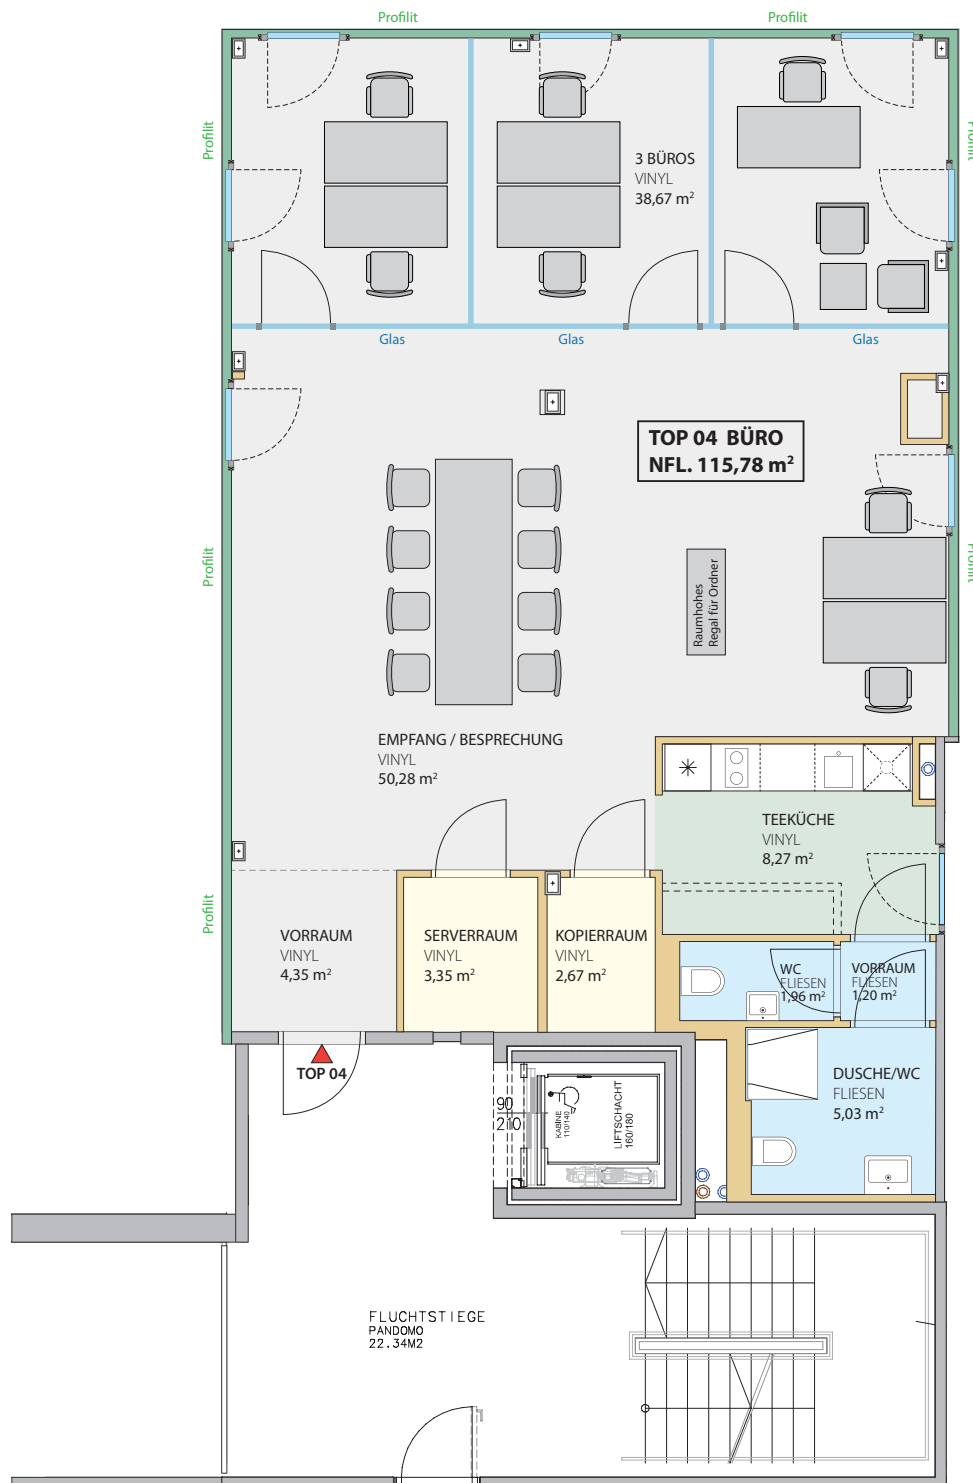 Profilit
Profilit
Profilit
Profilit
3 BÜROS
VINYL
38,67 m²
Glas
Glas
Glas
TOP 04 BÜRO
NFL. 115,78 m²
Profilit
Profilit
Raumhohes
Regal für Ordner
EMPFANG / BESPRECHUNG
VINYL
50,28 m²
TEEKÜCHE
VINYL
8,27 m²
Profilit
VORRAUM
VINYL
4,35 m²
SERVERRAUM
VINYL
3,35 m²
KOPIERRAUM
VINYL
2,67 m²
WC
FLIESEN
1,96 m²
VORRAUM
FLIESEN
1,20 m²
TOP 04
DUSCHE/WC
FLIESEN
5,03 m²
90
210
KABINE
110/140
LIFTSCHACHT
160/180
FLUCHTSTIEGE
PANDOMO
22.34M2